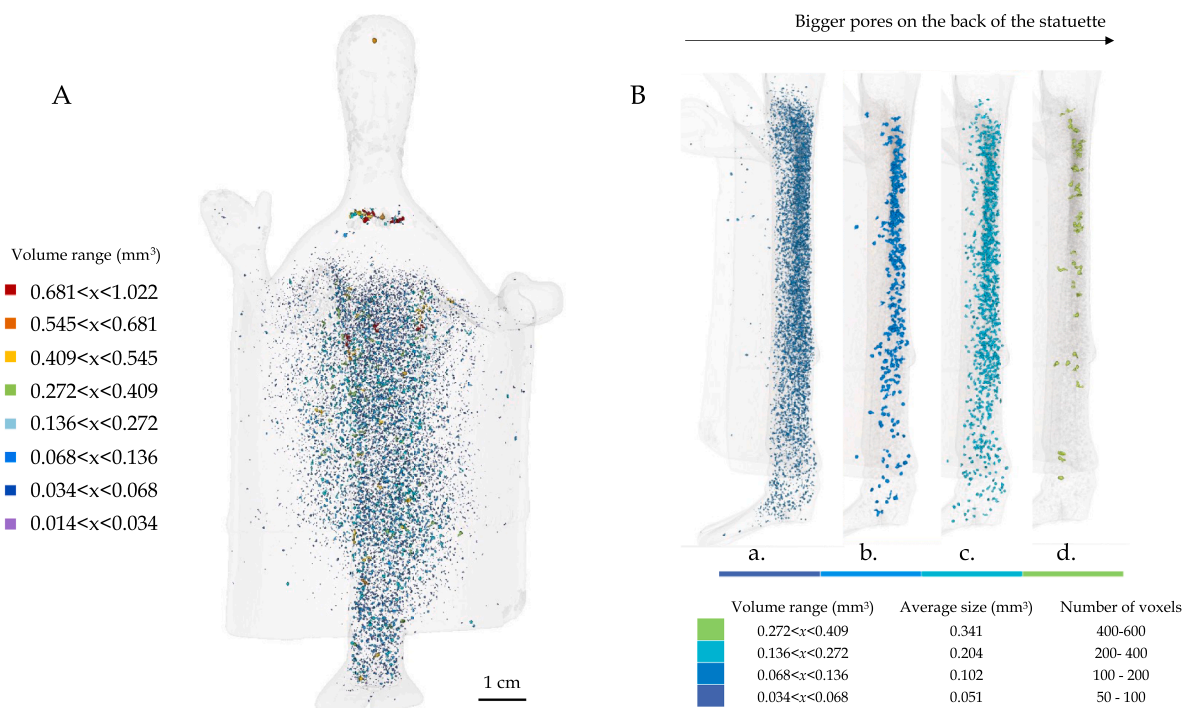 Bigger pores on the back of the statuette
A
B
Volume range (mm³)
0.681<x<1.022
0.545<x<0.681
0.409<x<0.545
0.272<x<0.409
0.136<x<0.272
0.068<x<0.136
0.034<x<0.068
0.014<x<0.034
1 cm
a. b. c. d.
Volume range (mm³) Average size (mm³) Number of voxels
0.272<x<0.409 0.341 400-600
0.136<x<0.272 0.204 200- 400
0.068<x<0.136 0.102 100 - 200
0.034<x<0.068 0.051 50 - 100